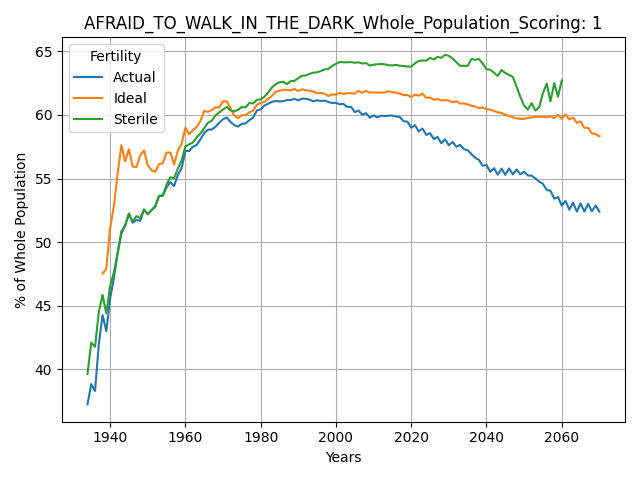 AFRAID_TO_WALK_IN_THE_DARK_Whole_Population_Scoring: 1
Fertility
Actual
Ideal
Sterile
% of Whole Population
65
60
55
50
45
40
1940 1960 1980 2000 2020 2040 2060
Years